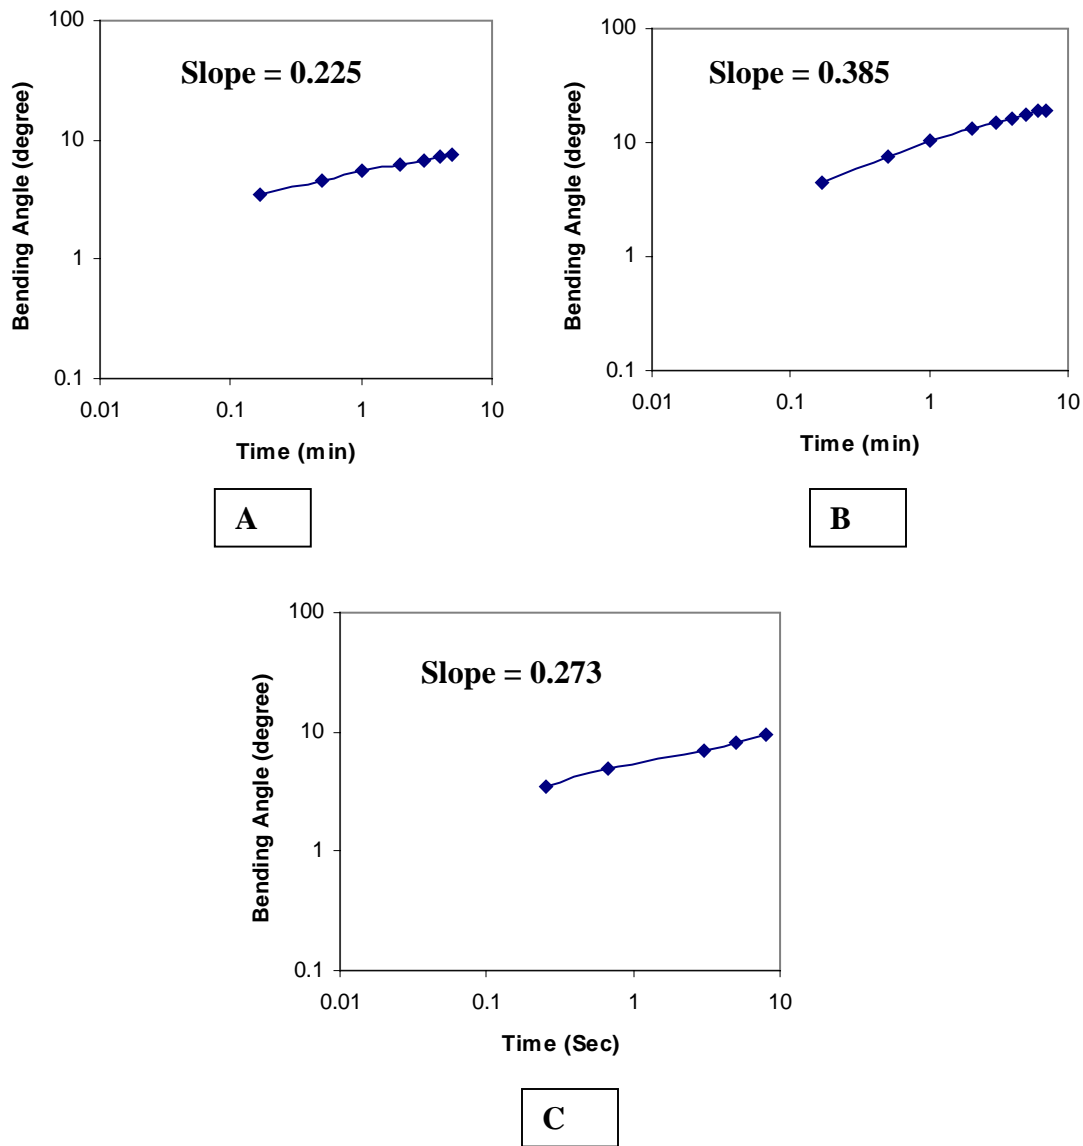 100
10
1
0.1
Bending Angle (degree)
Slope = 0.225
0.01 0.1 1 10
Time (min)
A
100
10
1
0.1
Bending Angle (degree)
Slope = 0.385
0.01 0.1 1 10
Time (min)
B
100
10
1
0.1
Bending Angle (degree)
Slope = 0.273
0.01 0.1 1 10
Time (Sec)
C